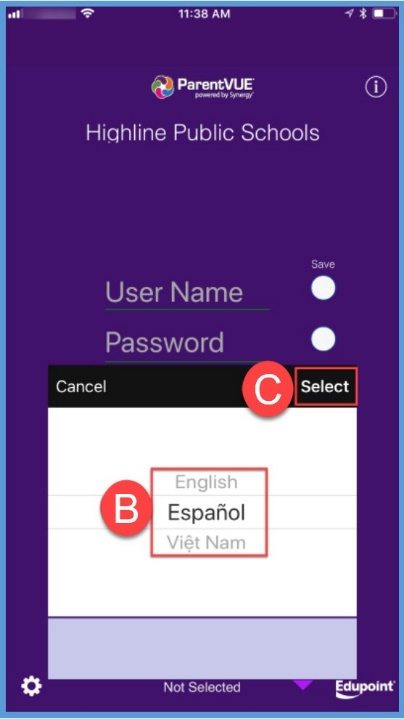 11:38 AM
ParentVUE
powered by Synergy
i
Highline Public Schools
Save
User Name
Password
Cancel
C
Select
English
B
Español
Việt Nam
Not Selected
Edupoint